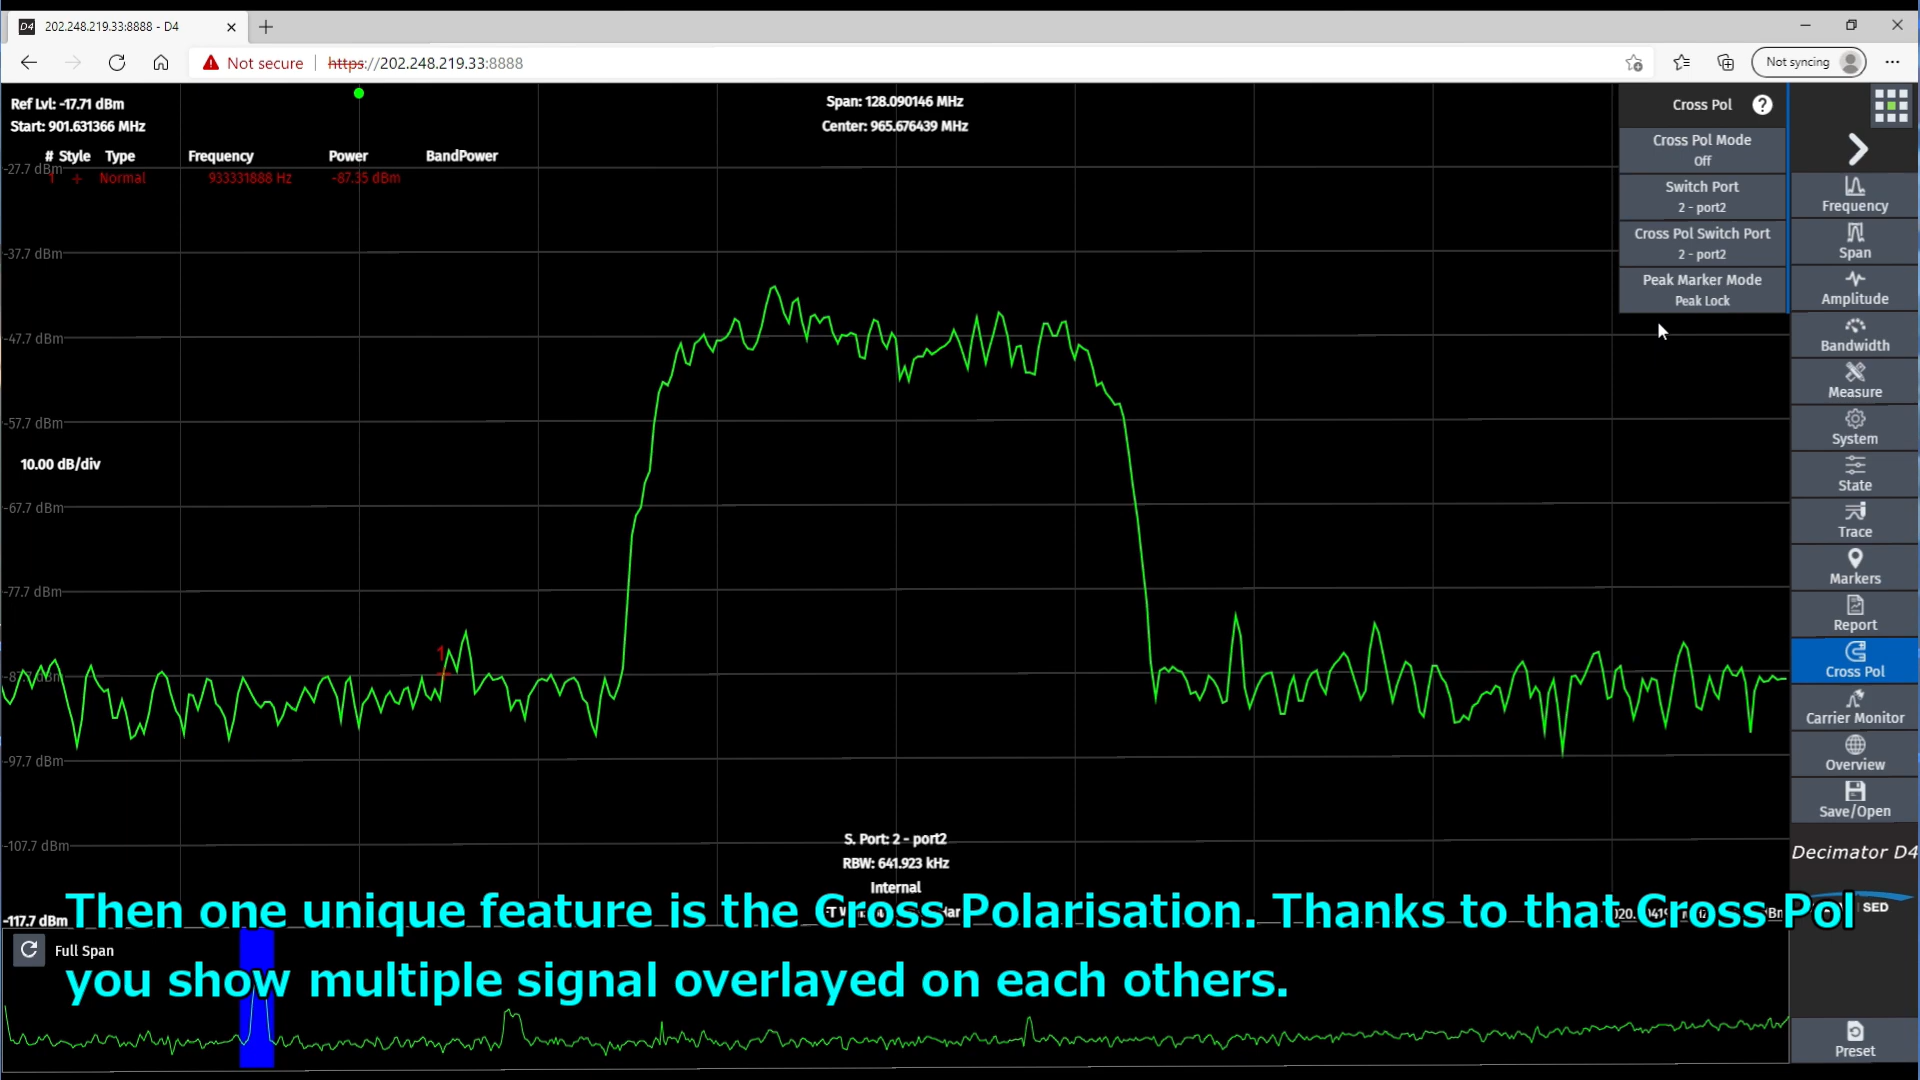 D4 202.248.219.33:8888 - D4
Not secure https://202.248.219.33:8888
Not syncing
Ref Lvl: -17.71 dBm
Start: 901.631366 MHz
Span: 128.090146 MHz
Center: 965.676439 MHz
# Style Type Frequency Power BandPower
1 + Normal 933331888 Hz -87.35 dBm
-27.7 dBm
-37.7 dBm
-47.7 dBm
-57.7 dBm
10.00 dB/div
-67.7 dBm
-77.7 dBm
1
-87.7 dBm
-97.7 dBm
-107.7 dBm
-117.7 dBm
S. Port: 2 - port2
RBW: 641.923 kHz
Internal
Cross Pol ?
Cross Pol Mode
Off
Switch Port
2 - port2
Cross Pol Switch Port
2 - port2
Peak Marker Mode
Peak Lock
Frequency
Span
Amplitude
Bandwidth
Measure
System
State
Trace
Markers
Report
Cross Pol
Carrier Monitor
Overview
Save/Open
Decimator D4
SED
Preset
Full Span
Then one unique feature is the Cross Polarisation. Thanks to that Cross Pol
you show multiple signal overlayed on each others.